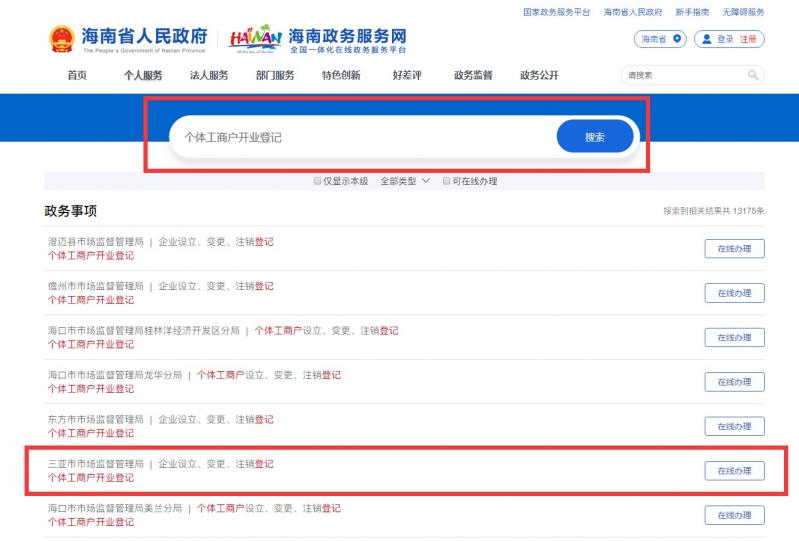 国家政务服务平台 海南省人民政府 新手指南 无障碍服务
海南省人民政府 HAINAN 海南政务服务网
The People's Government of Hainan Province 全国一体化在线政务服务平台
海南省 登录 注册
首页 个人服务 法人服务 部门服务 特色创新 好差评 政务监督 政务公开 请搜索
个体工商户开业登记 搜索
仅显示本级 全部类型 可在线办理
政务事项 搜索到相关结果共 13175条
澄迈县市场监督管理局 | 企业设立、变更、注销登记
个体工商户开业登记 在线办理
儋州市市场监督管理局 | 企业设立、变更、注销登记
个体工商户开业登记 在线办理
海口市市场监督管理局桂林洋经济开发区分局 | 个体工商户设立、变更、注销登记
个体工商户开业登记 在线办理
海口市市场监督管理局龙华分局 | 个体工商户设立、变更、注销登记
个体工商户开业登记 在线办理
东方市市场监督管理局 | 企业设立、变更、注销登记
个体工商户开业登记 在线办理
三亚市市场监督管理局 | 企业设立、变更、注销登记
个体工商户开业登记 在线办理
海口市市场监督管理局美兰分局 | 个体工商户设立、变更、注销登记
个体工商户开业登记 在线办理